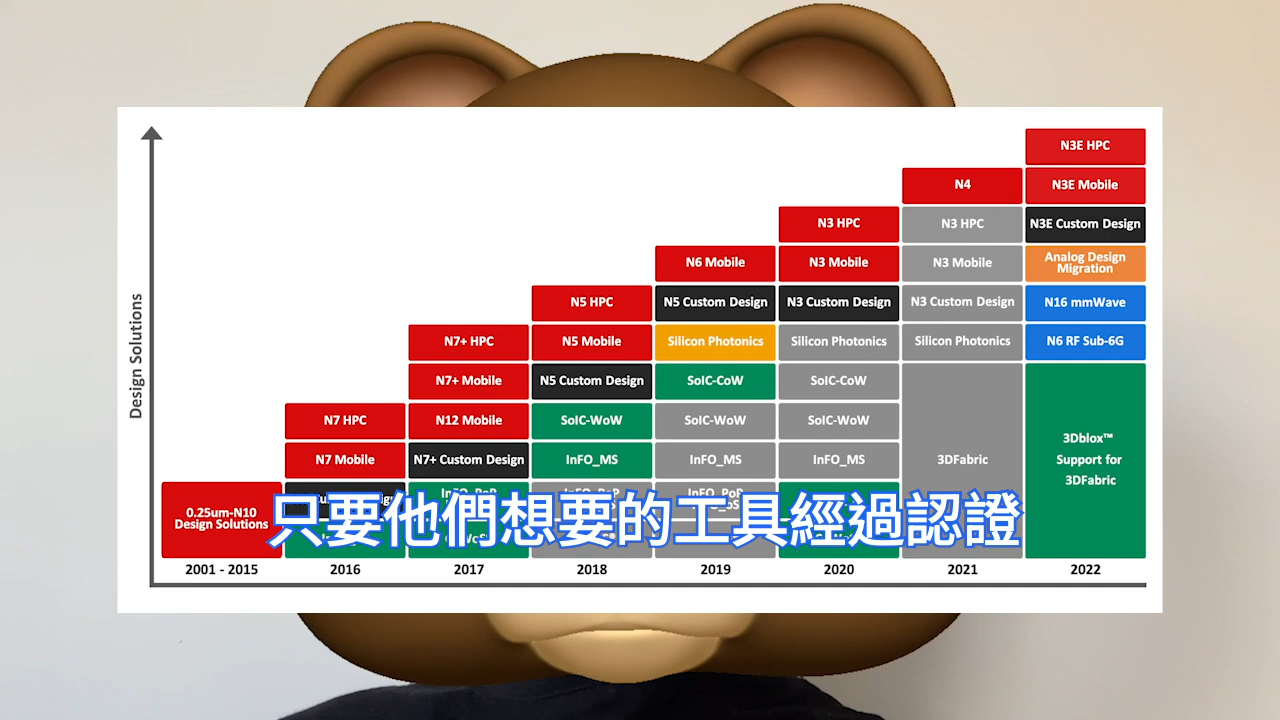 N3E HPC
N4
N3E Mobile
N3 HPC
N3 HPC
N3E Custom Design
N6 Mobile
N3 Mobile
N3 Mobile
Analog Design
Migration
N5 HPC
N5 Custom Design
N3 Custom Design
N3 Custom Design
N16 mmWave
N7+ HPC
N5 Mobile
Silicon Photonics
Silicon Photonics
Silicon Photonics
N6 RF Sub-6G
N7+ Mobile
N5 Custom Design
SoIC-CoW
SoIC-CoW
N7 HPC
N12 Mobile
SoIC-WoW
SoIC-WoW
SoIC-WoW
N7 Mobile
N7+ Custom Design
InFO_MS
InFO_MS
InFO_MS
3DFabric
3Dblox™
Support for
3DFabric
0.25um-N10
Design Solutions
只要他們想要的工具經過認證
2001 - 2015
2016
2017
2018
2019
2020
2021
2022
Design Solutions